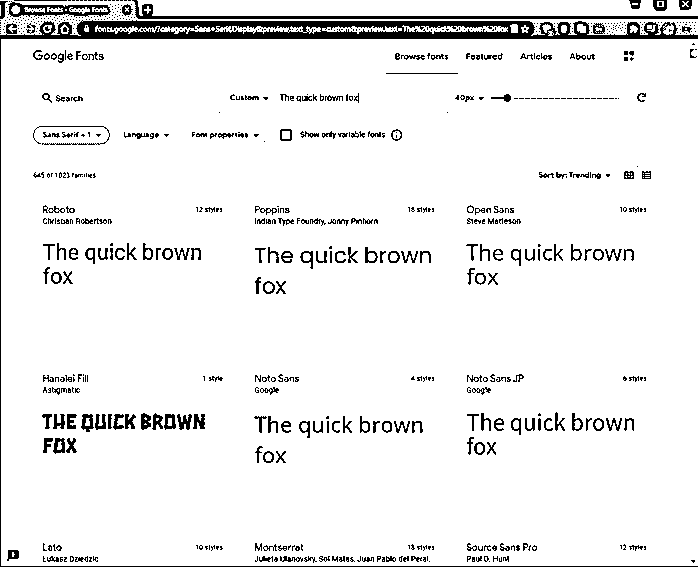 Browse Fonts - Google Fonts
fonts.google.com/?category=Sans+Serif,Display&preview.text_type=custom&preview.text=The%20quick%20brown%20fox
Google Fonts
Browse fonts Featured Articles About
Search Custom The quick brown fox 40px
Sans Serif + 1 Language Font properties Show only variable fonts
645 of 1023 families Sort by: Trending
Roboto 12 styles
Christian Robertson
The quick brown
fox
Poppins 18 styles
Indian Type Foundry, Jonny Pinhorn
The quick brown
fox
Open Sans 10 styles
Steve Matteson
The quick brown
fox
Hanalei Fill 1 style
Astigmatic
THE QUICK BROWN
FOX
Noto Sans 4 styles
Google
The quick brown
fox
Noto Sans JP 6 styles
Google
The quick brown
fox
Lato 10 styles
Łukasz Dziedzic
Montserrat 18 styles
Julieta Ulanovsky, Sol Matas, Juan Pablo del Peral,
Source Sans Pro 12 styles
Paul D. Hunt